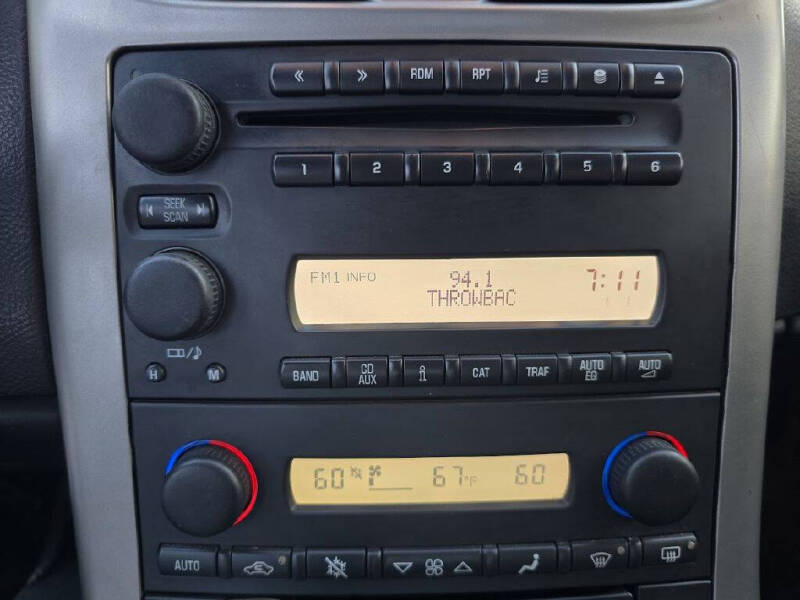 RDM RPT
1 2 3 4 5 6
SEEK
SCAN
FM1 INFO 94.1 7:11
THROWBAC
H M
BAND CD AUX i CAT TRAF AUTO EQ AUTO
60 67°F 60
AUTO